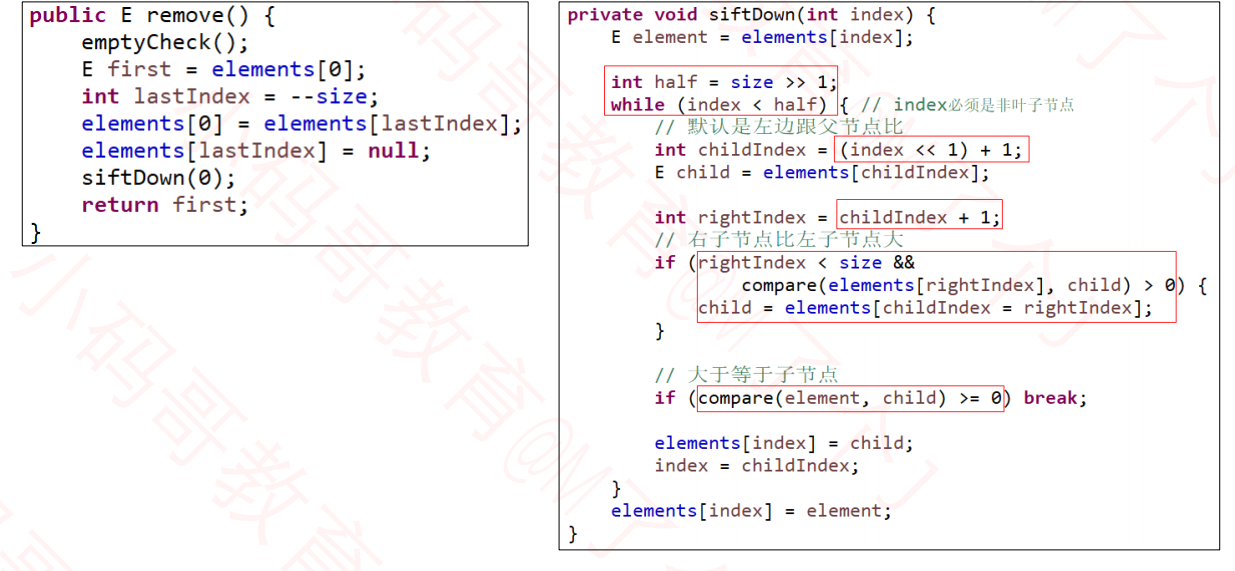 public E remove() {
emptyCheck();
E first = elements[0];
int lastIndex = --size;
elements[0] = elements[lastIndex];
elements[lastIndex] = null;
siftDown(0);
return first;
}
private void siftDown(int index) {
E element = elements[index];
int half = size >> 1;
while (index < half) { // index必须是非叶子节点
// 默认是左边跟父节点比
int childIndex = (index << 1) + 1;
E child = elements[childIndex];
int rightIndex = childIndex + 1;
// 右子节点比左子节点大
if (rightIndex < size &&
compare(elements[rightIndex], child) > 0) {
child = elements[childIndex = rightIndex];
}
// 大于等于子节点
if (compare(element, child) >= 0) break;
elements[index] = child;
index = childIndex;
}
elements[index] = element;
}
小码哥教育@M了个J